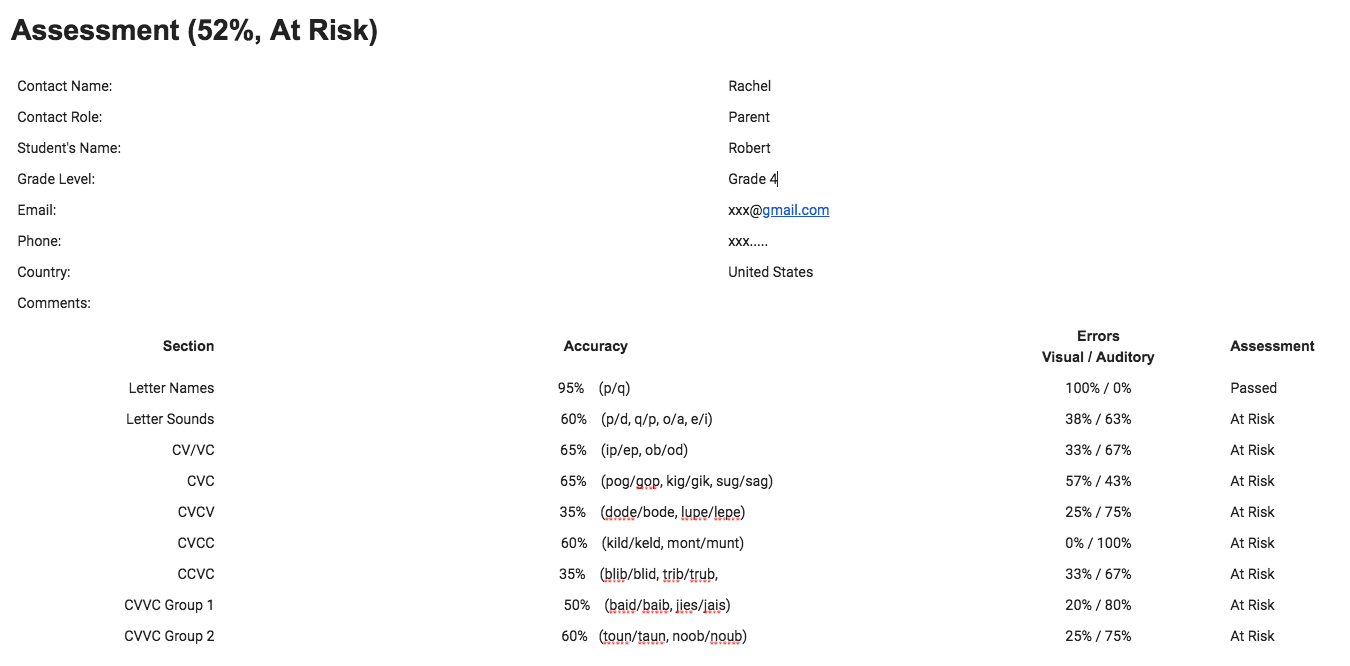 Assessment (52%, At Risk)
Contact Name: Rachel
Contact Role: Parent
Student's Name: Robert
Grade Level: Grade 4
Email: xxx@gmail.com
Phone: xxx.....
Country: United States
Comments:
Section Accuracy Errors Visual / Auditory Assessment
Letter Names 95% (p/q) 100% / 0% Passed
Letter Sounds 60% (p/d, q/p, o/a, e/i) 38% / 63% At Risk
CV/VC 65% (ip/ep, ob/od) 33% / 67% At Risk
CVC 65% (pog/gop, kig/gik, sug/sag) 57% / 43% At Risk
CVCV 35% (dode/bode, lupe/lepe) 25% / 75% At Risk
CVCC 60% (kild/keld, mont/munt) 0% / 100% At Risk
CCVC 35% (blib/blid, trib/trub, 33% / 67% At Risk
CVVC Group 1 50% (baid/baib, jies/jais) 20% / 80% At Risk
CVVC Group 2 60% (toun/taun, noob/noub) 25% / 75% At Risk